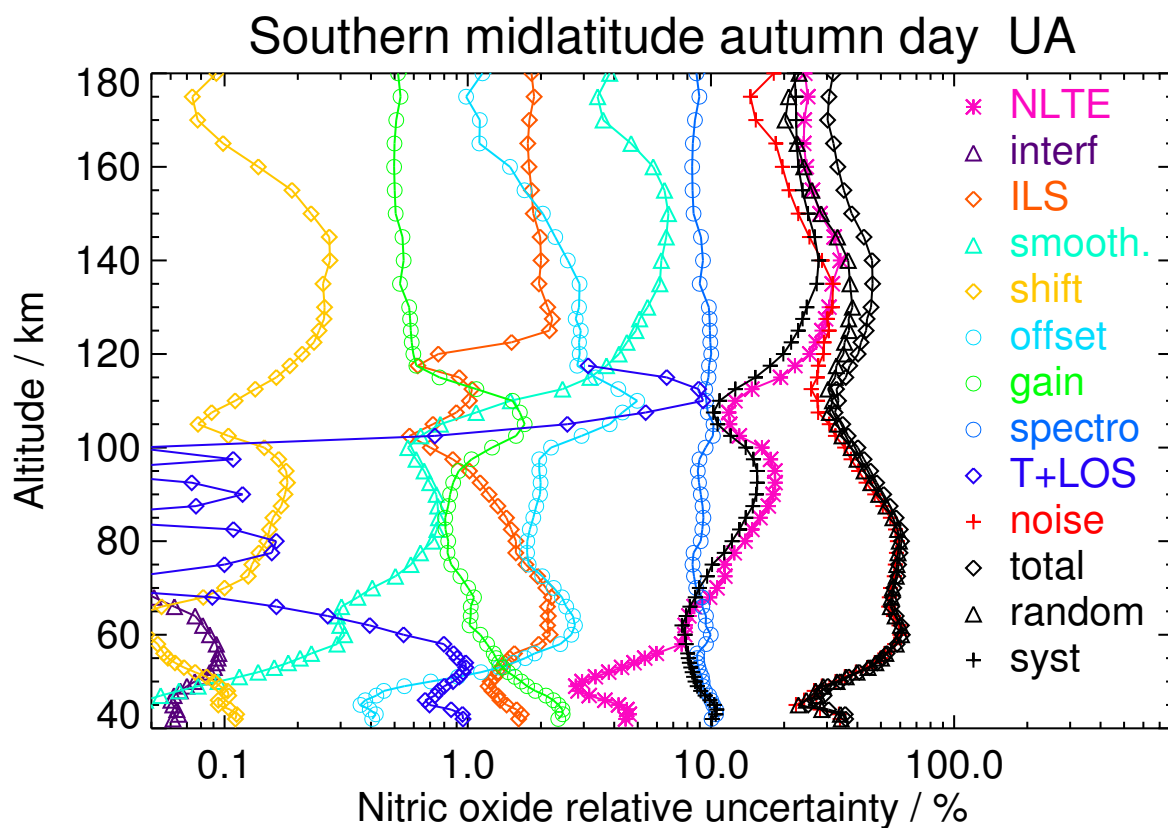 Southern midlatitude autumn day UA
180
160
140
120
100
80
60
40
Altitude / km
NLTE
interf
ILS
smooth.
shift
offset
gain
spectro
T+LOS
noise
total
random
syst
0.1
1.0
10.0
100.0
Nitric oxide relative uncertainty / %